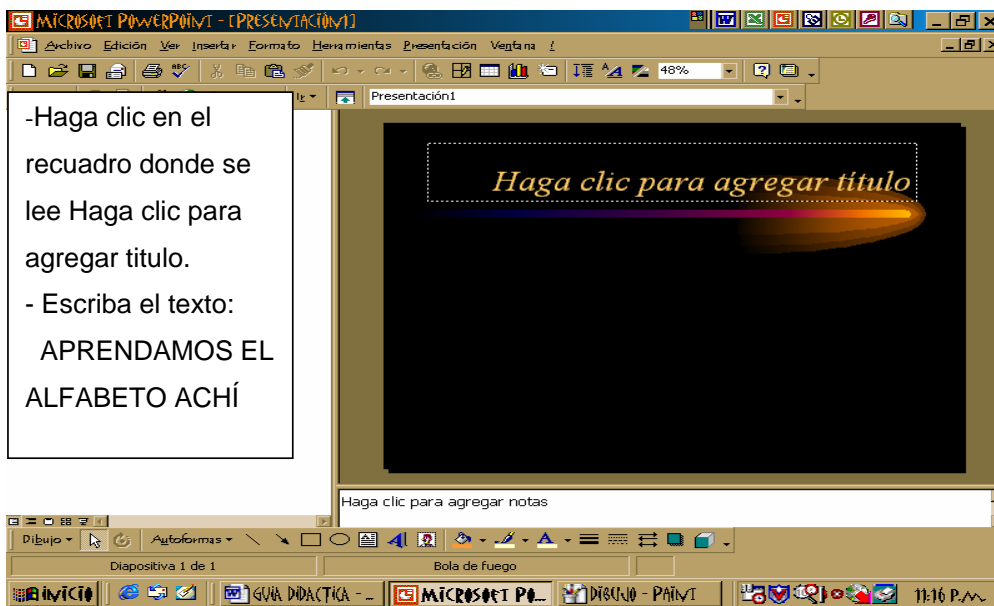 MICROSOFT POWERPOINT - [PRESENTACIÓN1]
Archivo Edición Ver Insertar Formato Herramientas Presentación Ventana ?
48%
Presentación1
-Haga clic en el
recuadro donde se
lee Haga clic para
agregar titulo.
- Escriba el texto:
APRENDAMOS EL
ALFABETO ACHÍ
Haga clic para agregar título
Haga clic para agregar notas
Dibujo Autoformas
Diapositiva 1 de 1 Bola de fuego
INICIO GUIA DIDACTICA - ... MICROSOFT PO... DIBUJO - PAINT 11:16 P.M.